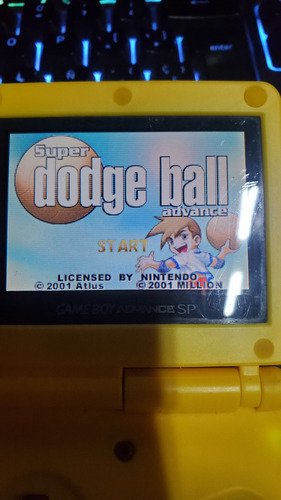 Super
dodge ball
advance
START
LICENSED BY NINTENDO
© 2001 Atlus © 2001 MILLION
GAME BOY ADVANCE SP